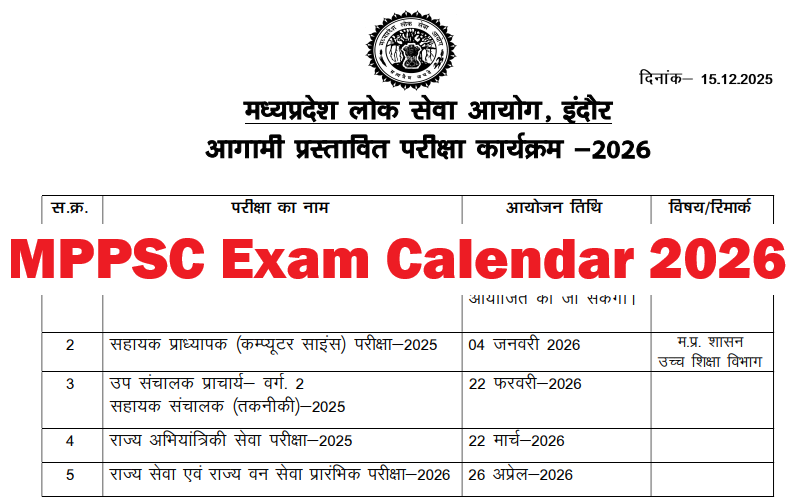 दिनांक– 15.12.2025
मध्यप्रदेश लोक सेवा आयोग, इंदौर
आगामी प्रस्तावित परीक्षा कार्यक्रम –2026
स.क्र. परीक्षा का नाम आयोजन तिथि विषय/रिमार्क
MPPSC Exam Calendar 2026
आयोजित की जा सकेगी।
2 सहायक प्राध्यापक (कम्प्यूटर साइंस) परीक्षा–2025 04 जनवरी 2026 म.प्र. शासन
उच्च शिक्षा विभाग
3 उप संचालक प्राचार्य– वर्ग. 2 22 फरवरी–2026
सहायक संचालक (तकनीकी)–2025
4 राज्य अभियांत्रिकी सेवा परीक्षा–2025 22 मार्च–2026
5 राज्य सेवा एवं राज्य वन सेवा प्रारंभिक परीक्षा–2026 26 अप्रेल–2026